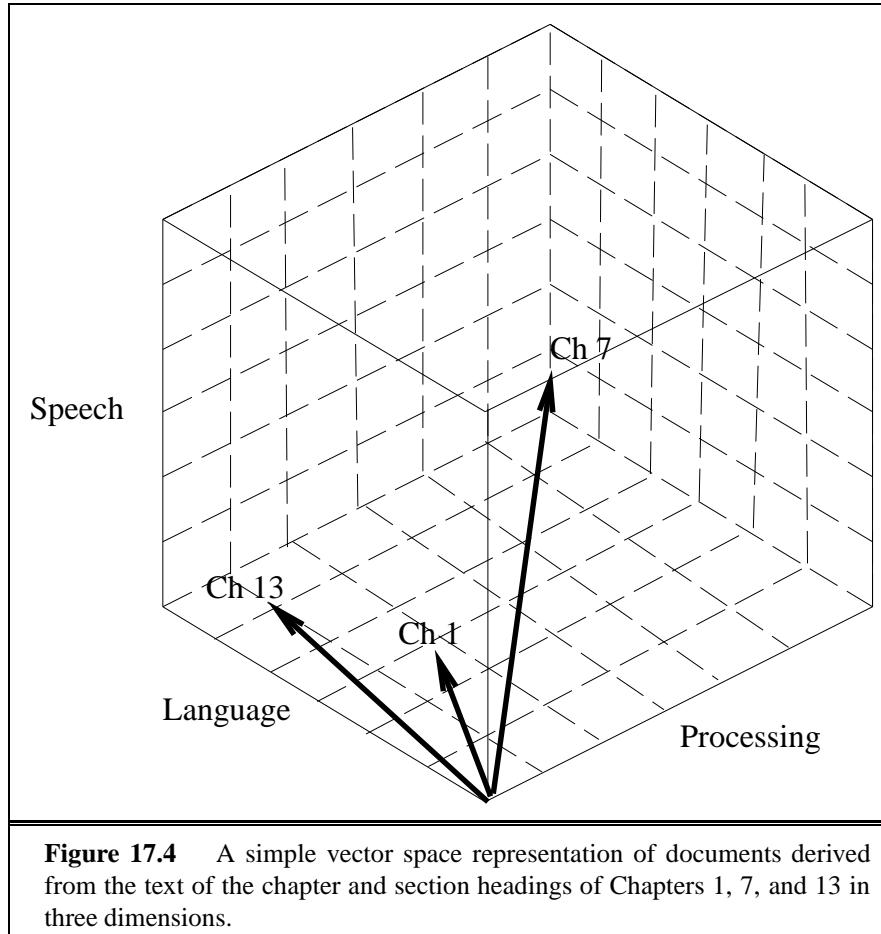 Ch 7
Speech
Ch 13
Ch 1
Language
Processing
Figure 17.4 A simple vector space representation of documents derived
from the text of the chapter and section headings of Chapters 1, 7, and 13 in
three dimensions.